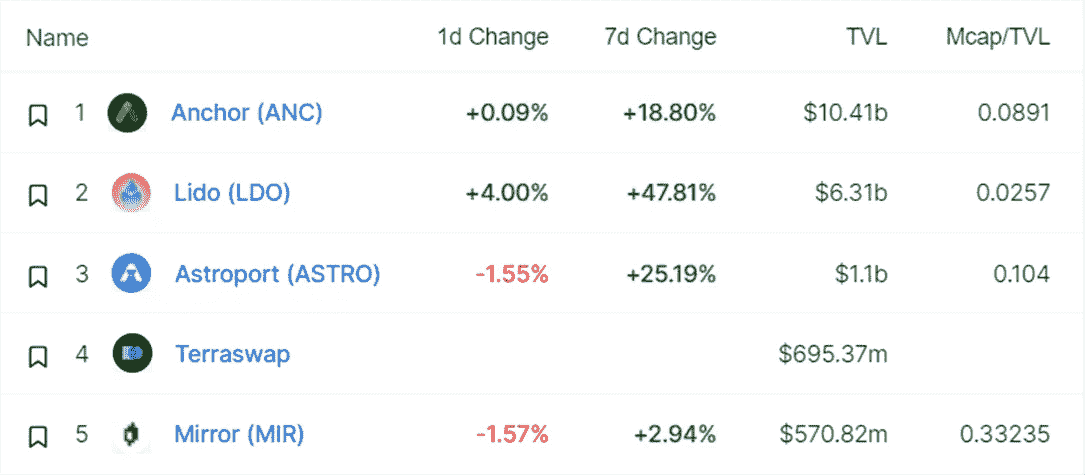 Name 1d Change 7d Change TVL Mcap/TVL
1 Anchor (ANC) +0.09% +18.80% $10.41b 0.0891
2 Lido (LDO) +4.00% +47.81% $6.31b 0.0257
3 Astroport (ASTRO) -1.55% +25.19% $1.1b 0.104
4 Terraswap $695.37m
5 Mirror (MIR) -1.57% +2.94% $570.82m 0.33235